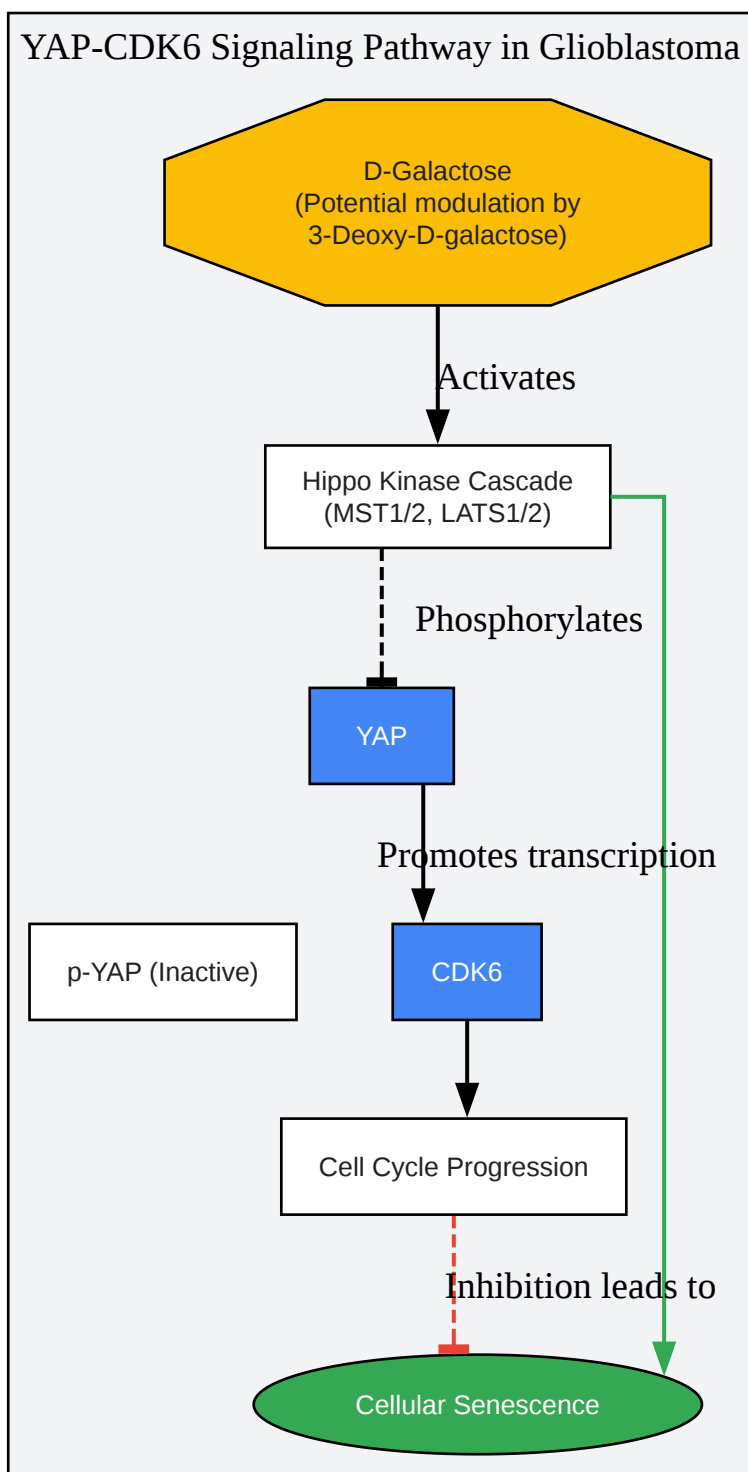 YAP-CDK6 Signaling Pathway in Glioblastoma
D-Galactose
(Potential modulation by
3-Deoxy-D-galactose)
Activates
Hippo Kinase Cascade
(MST1/2, LATS1/2)
Phosphorylates
YAP
Promotes transcription
p-YAP (Inactive)
CDK6
Cell Cycle Progression
Inhibition leads to
Cellular Senescence